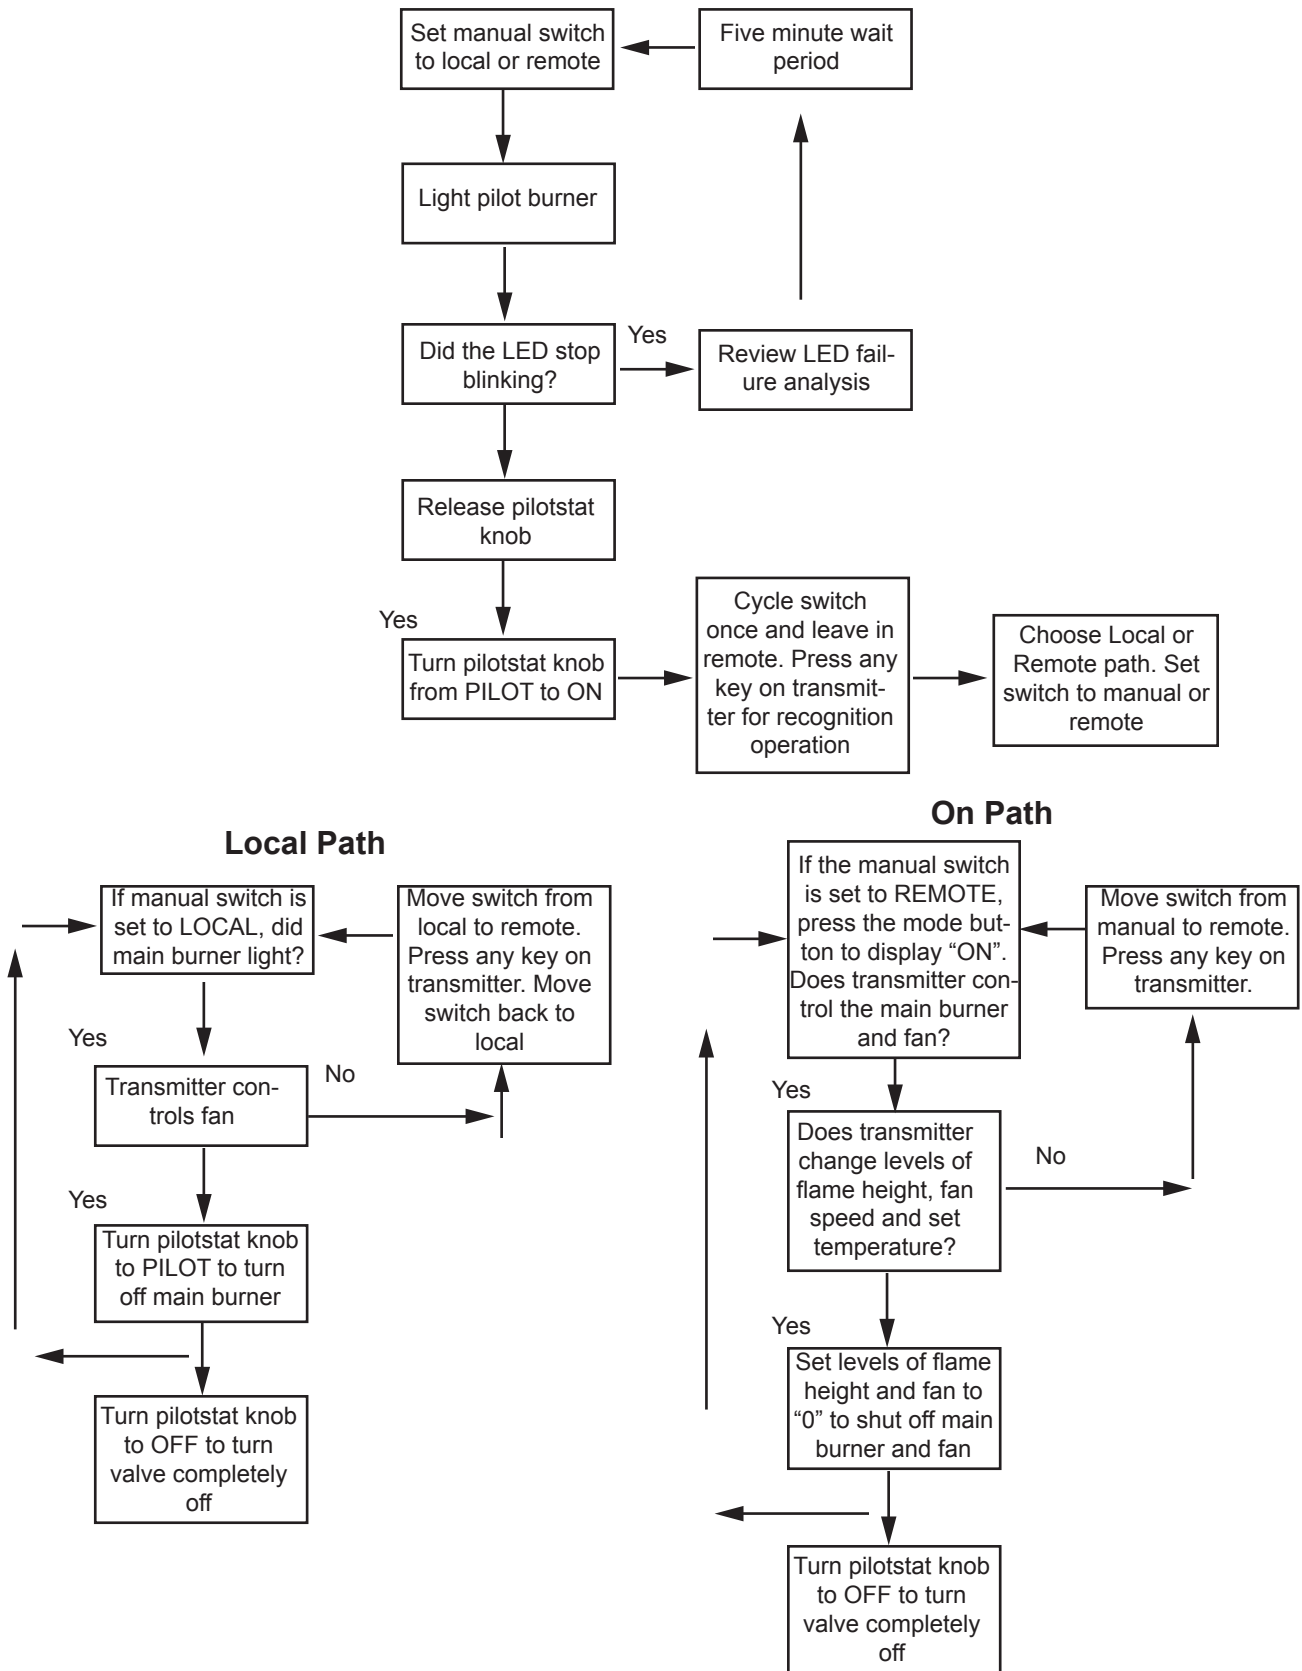 Set manual switch
to local or remote
Five minute wait
period
Light pilot burner
Did the LED stop
blinking?
Yes
Review LED fail-
ure analysis
Release pilotstat
knob
Yes
Turn pilotstat knob
from PILOT to ON
Cycle switch
once and leave in
remote. Press any
key on transmit-
ter for recognition
operation
Choose Local or
Remote path. Set
switch to manual or
remote
Local Path
If manual switch is
set to LOCAL, did
main burner light?
Move switch from
local to remote.
Press any key on
transmitter. Move
switch back to
local
Yes
Transmitter con-
trols fan
No
Yes
Turn pilotstat knob
to PILOT to turn
off main burner
Turn pilotstat knob
to OFF to turn
valve completely
off
On Path
If the manual switch
is set to REMOTE,
press the mode but-
ton to display “ON”.
Does transmitter con-
trol the main burner
and fan?
Move switch from
manual to remote.
Press any key on
transmitter.
Yes
Does transmitter
change levels of
flame height, fan
speed and set
temperature?
No
Yes
Set levels of flame
height and fan to
“0” to shut off main
burner and fan
Turn pilotstat knob
to OFF to turn
valve completely
off